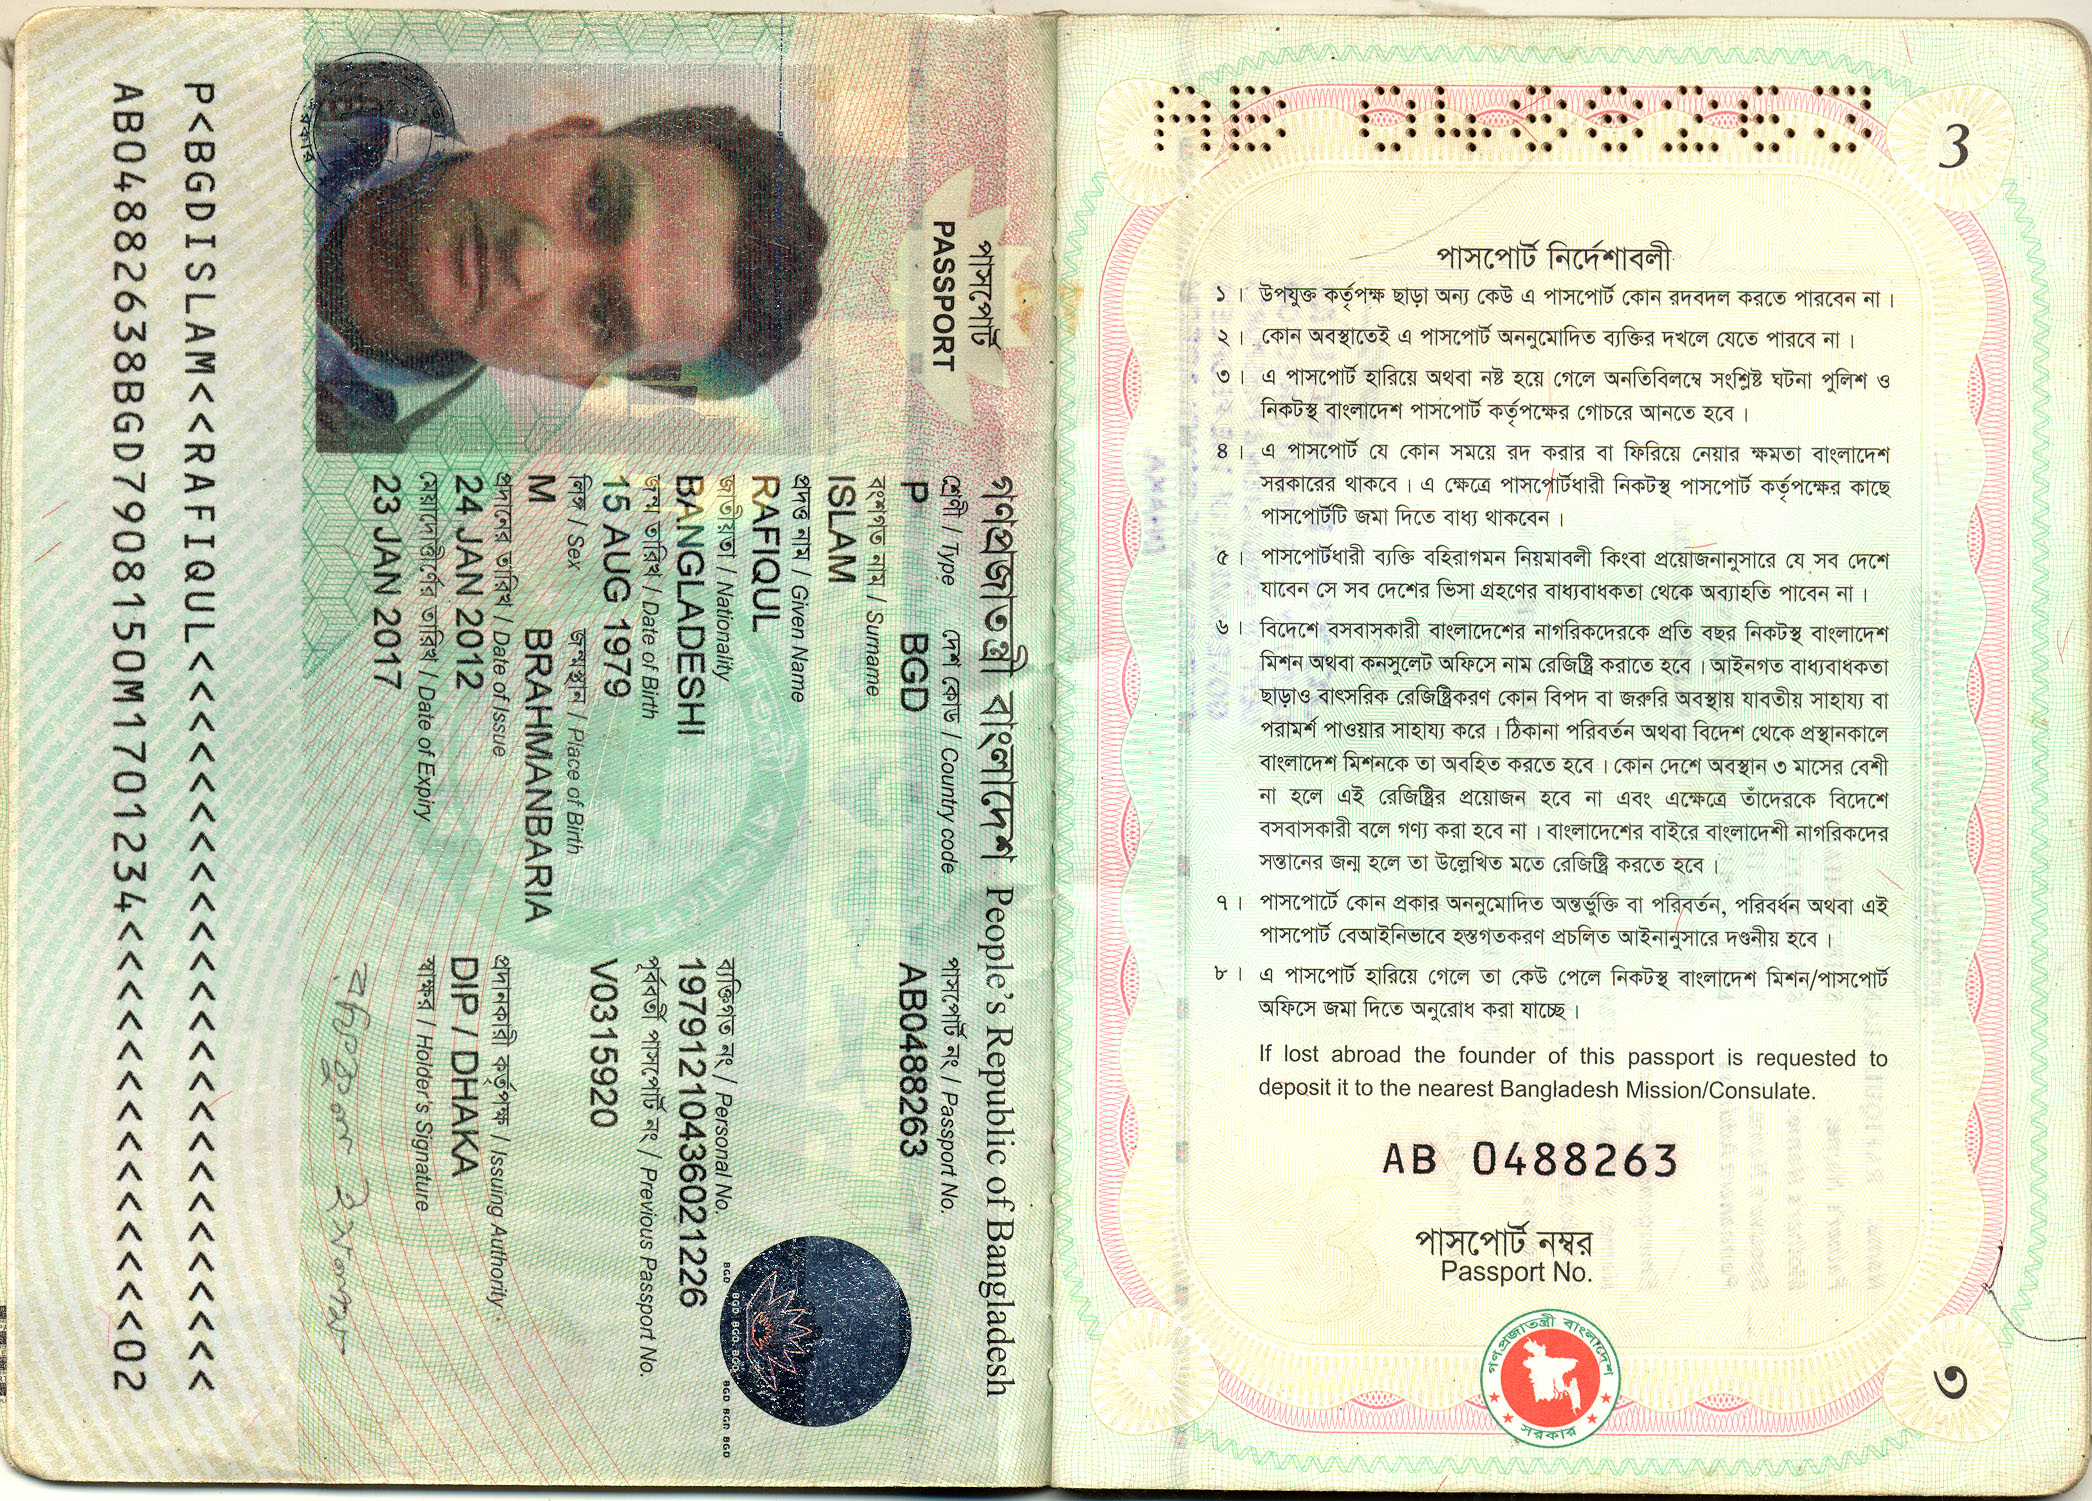 গণপ্রজাতন্ত্রী বাংলাদেশ People's Republic of Bangladesh
পাসপোর্ট
PASSPORT
শ্রেণী / Type দেশ কোড / Country code পাসপোর্ট নং / Passport No.
P BGD AB0488263
বংশগত নাম / Surname
ISLAM
প্রদত্ত নাম / Given Name
RAFIQUL
জাতীয়তা / Nationality ব্যক্তিগত নং / Personal No.
BANGLADESHI 19791210436021226
জন্ম তারিখ / Date of Birth পূর্ববর্তী পাসপোর্ট নং / Previous Passport No.
15 AUG 1979 V0315920
লিঙ্গ / Sex জন্মস্থান / Place of Birth
M BRAHMANBARIA
প্রদানের তারিখ / Date of Issue প্রদানকারী কর্তৃপক্ষ / Issuing Authority
24 JAN 2012 DIP / DHAKA
মেয়াদোত্তীর্ণের তারিখ / Date of Expiry স্বাক্ষর / Holder's Signature
23 JAN 2017
রফিকুল ইসলাম
BGD BGD BGD BGD BGD BGD BGD
P<BGDISLAM<<RAFIQUL<<<<<<<<<<<<<<<<<<<<<<<<<
AB04882638BGD7908150M1701234<<<<<<<<<<<<<<02
AB 0488263
3
পাসপোর্ট নির্দেশাবলী
১। উপযুক্ত কর্তৃপক্ষ ছাড়া অন্য কেউ এ পাসপোর্ট কোন রদবদল করতে পারবেন না।
২। কোন অবস্থাতেই এ পাসপোর্ট অননুমোদিত ব্যক্তির দখলে যেতে পারবে না।
৩। এ পাসপোর্ট হারিয়ে অথবা নষ্ট হয়ে গেলে অনতিবিলম্বে সংশ্লিষ্ট ঘটনা পুলিশ ও
নিকটস্থ বাংলাদেশ পাসপোর্ট কর্তৃপক্ষের গোচরে আনতে হবে।
৪। এ পাসপোর্ট যে কোন সময়ে রদ করার বা ফিরিয়ে নেয়ার ক্ষমতা বাংলাদেশ
সরকারের থাকবে। এ ক্ষেত্রে পাসপোর্টধারী নিকটস্থ পাসপোর্ট কর্তৃপক্ষের কাছে
পাসপোর্টটি জমা দিতে বাধ্য থাকবেন।
৫। পাসপোর্টধারী ব্যক্তি বহিরাগমন নিয়মাবলী কিংবা প্রয়োজনানুসারে যে সব দেশে
যাবেন সে সব দেশের ভিসা গ্রহণের বাধ্যবাধকতা থেকে অব্যাহতি পাবেন না।
৬। বিদেশে বসবাসকারী বাংলাদেশের নাগরিকদেরকে প্রতি বছর নিকটস্থ বাংলাদেশ
মিশন অথবা কনসুলেট অফিসে নাম রেজিষ্ট্রি করাতে হবে। আইনগত বাধ্যবাধকতা
ছাড়াও বাৎসরিক রেজিষ্ট্রিকরণ কোন বিপদ বা জরুরি অবস্থায় যাবতীয় সাহায্য বা
পরামর্শ পাওয়ার সাহায্য করে। ঠিকানা পরিবর্তন অথবা বিদেশ থেকে প্রস্থানকালে
বাংলাদেশ মিশনকে তা অবহিত করতে হবে। কোন দেশে অবস্থান ৩ মাসের বেশী
না হলে এই রেজিষ্ট্রির প্রয়োজন হবে না এবং এক্ষেত্রে তাঁদেরকে বিদেশে
বসবাসকারী বলে গণ্য করা হবে না। বাংলাদেশের বাইরে বাংলাদেশী নাগরিকদের
সন্তানের জন্ম হলে তা উল্লেখিত মতে রেজিষ্ট্রি করতে হবে।
৭। পাসপোর্টে কোন প্রকার অননুমোদিত অন্তর্ভুক্তি বা পরিবর্তন, পরিবর্ধন অথবা এই
পাসপোর্ট বেআইনিভাবে হস্তগতকরণ প্রচলিত আইনানুসারে দণ্ডনীয় হবে।
৮। এ পাসপোর্ট হারিয়ে গেলে তা কেউ পেলে নিকটস্থ বাংলাদেশ মিশন/পাসপোর্ট
অফিসে জমা দিতে অনুরোধ করা যাচ্ছে।
If lost abroad the founder of this passport is requested to
deposit it to the nearest Bangladesh Mission/Consulate.
AB 0488263
পাসপোর্ট নম্বর
Passport No.
গণপ্রজাতন্ত্রী বাংলাদেশ
সরকার
৩